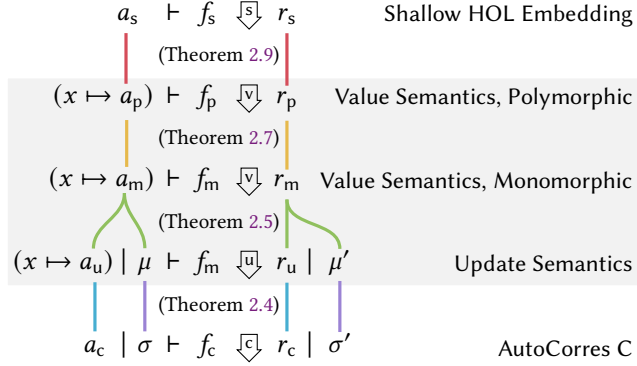 a_s ⊢ f_s ⇩s r_s Shallow HOL Embedding
(Theorem 2.9)
(x ↦ a_p) ⊢ f_p ⇩v r_p Value Semantics, Polymorphic
(Theorem 2.7)
(x ↦ a_m) ⊢ f_m ⇩v r_m Value Semantics, Monomorphic
(Theorem 2.5)
(x ↦ a_u) | μ ⊢ f_m ⇩u r_u | μ′ Update Semantics
(Theorem 2.4)
a_c | σ ⊢ f_c ⇩c r_c | σ′ AutoCorres C